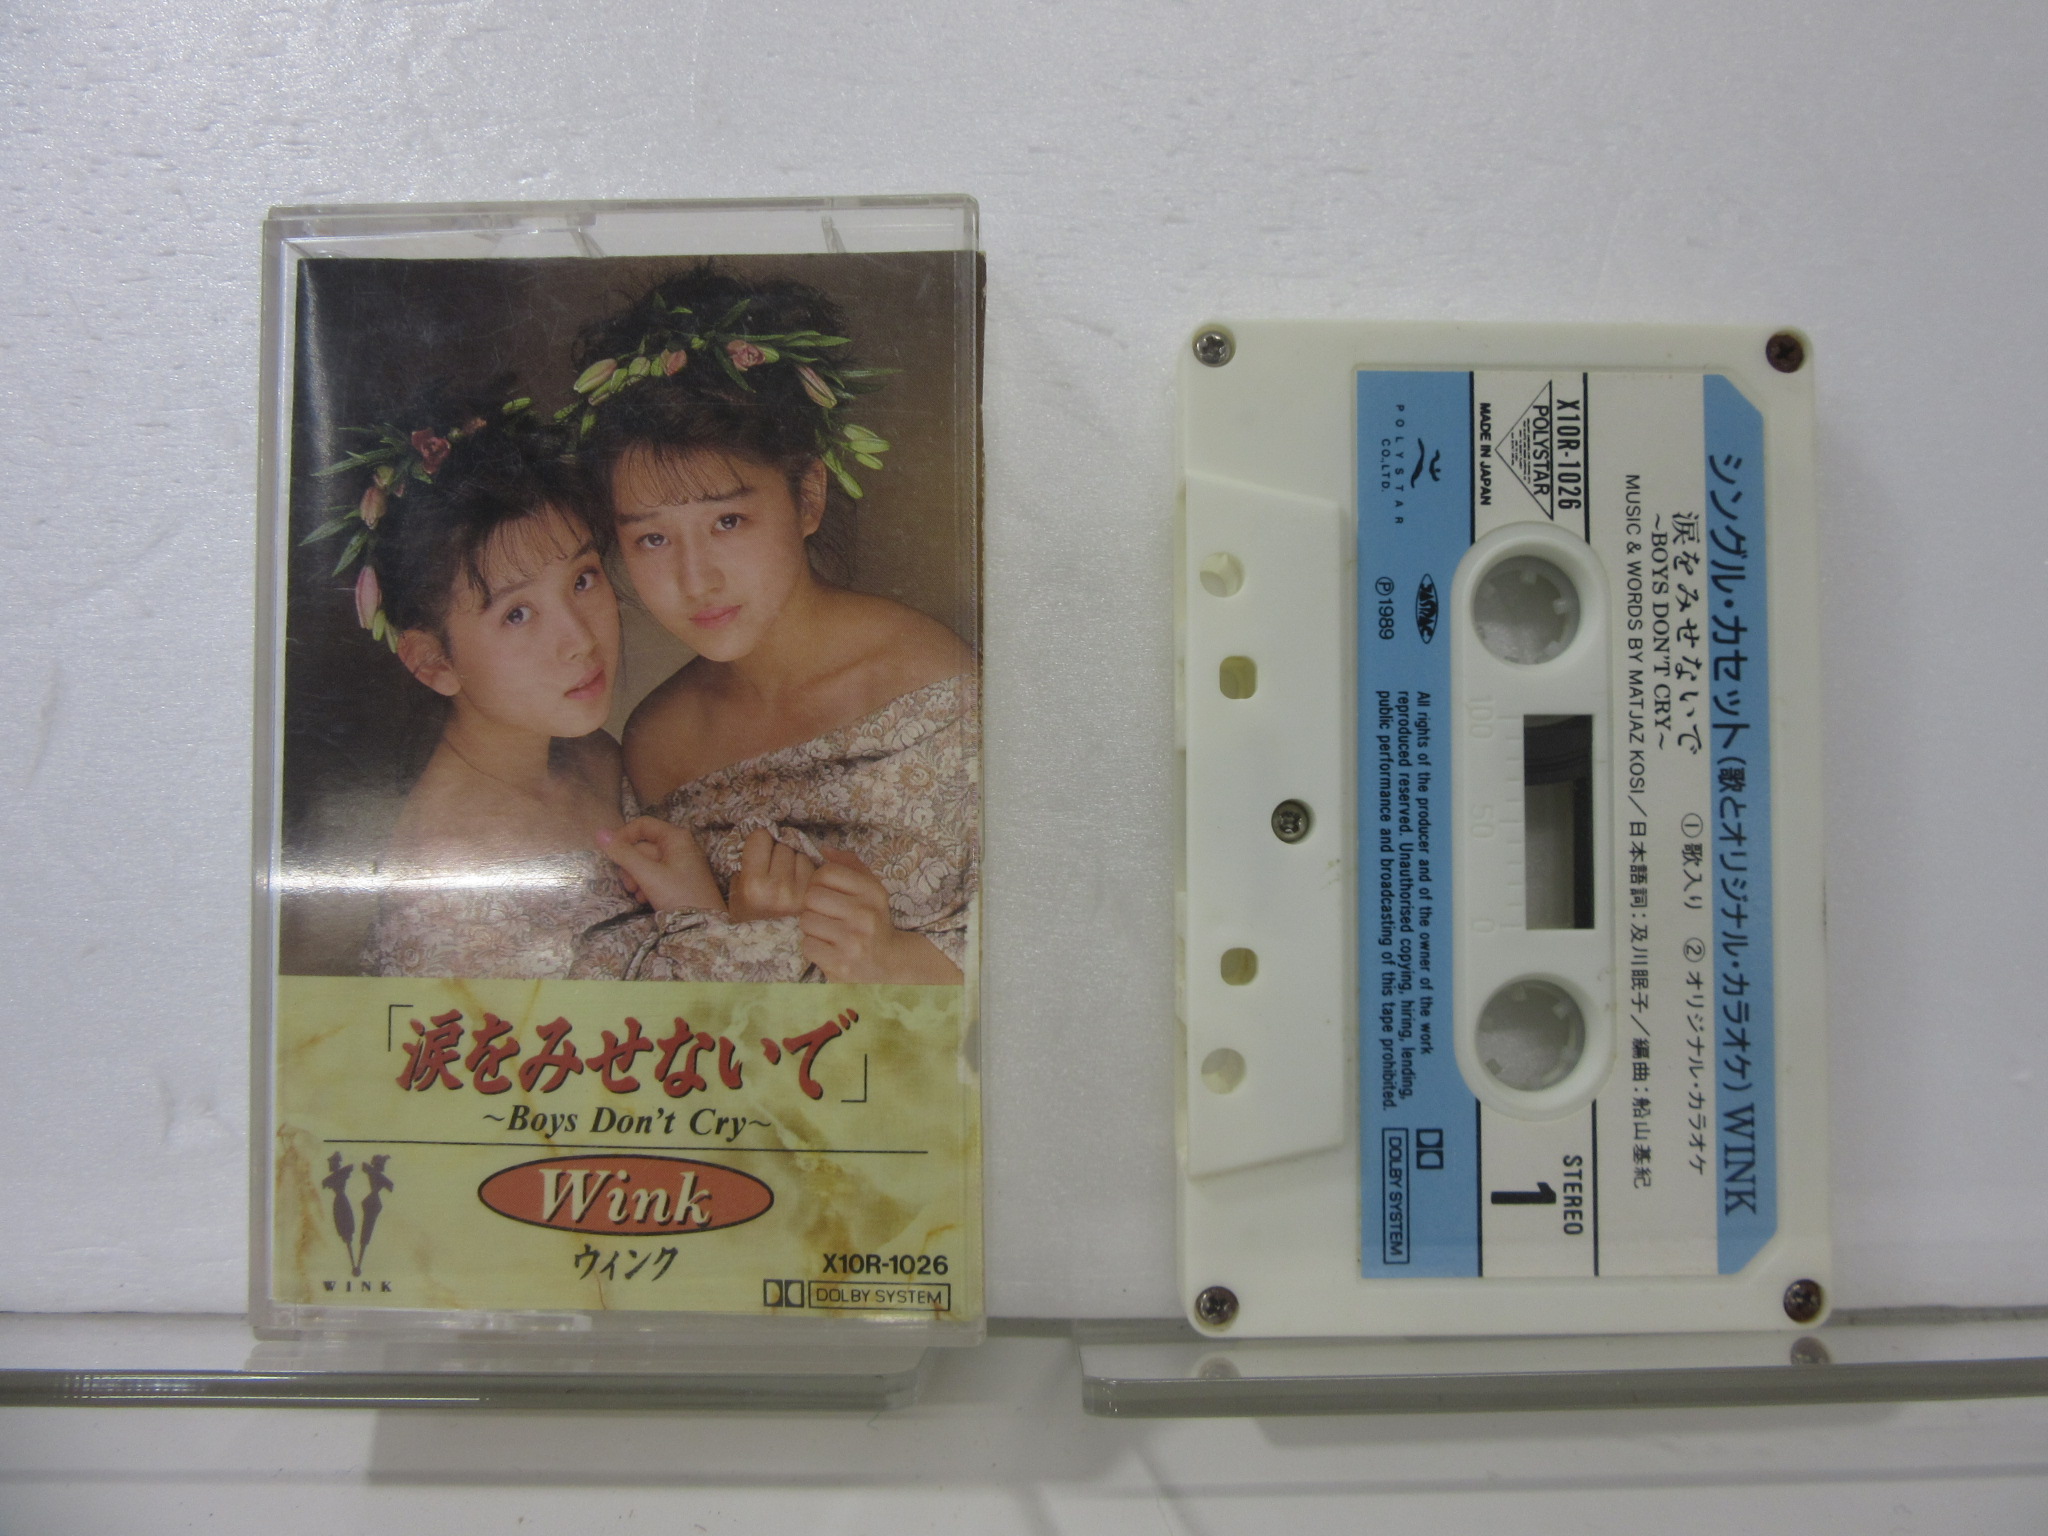 「涙をみせないで」
~Boys Don't Cry~
Wink
ウィンク
WINK
X10R-1026
DOLBY SYSTEM
シングル・カセット(歌とオリジナル・カラオケ) WINK
涙をみせないで
~BOYS DON'T CRY~
①歌入り ②オリジナル・カラオケ
MUSIC & WORDS BY MATJAZ KOSI/日本語詞:及川眠子/編曲:船山基紀
X10R-1026
POLYSTAR
MADE IN JAPAN
STEREO
1
100 50 0
POLYSTAR
CO.,LTD.
JASRAC
Ⓟ1989
All rights of the producer and of the owner of the work
reproduced reserved. Unauthorised copying, hiring, lending,
public performance and broadcasting of this tape prohibited.
DOLBY SYSTEM